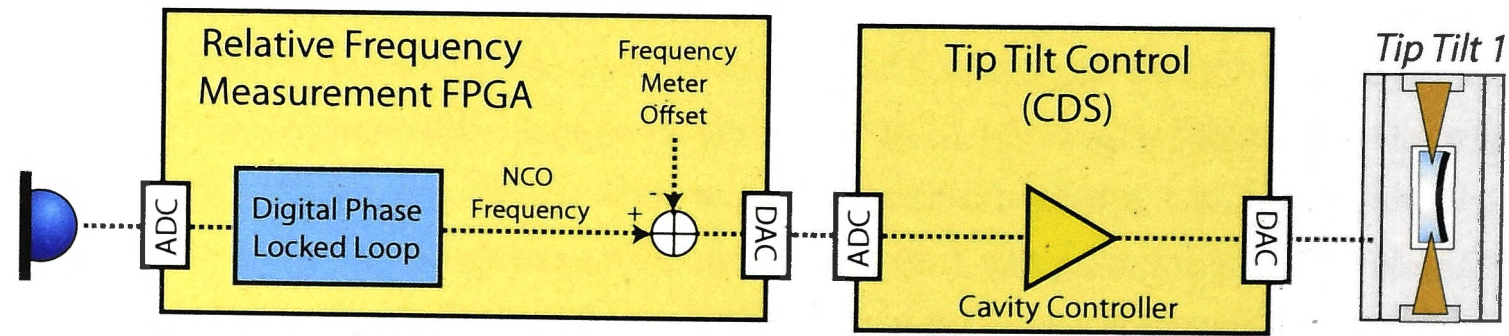 Relative Frequency
Measurement FPGA
Frequency
Meter
Offset
ADC
Digital Phase
Locked Loop
NCO
Frequency
+
-
DAC
Tip Tilt Control
(CDS)
ADC
Cavity Controller
DAC
Tip Tilt 1